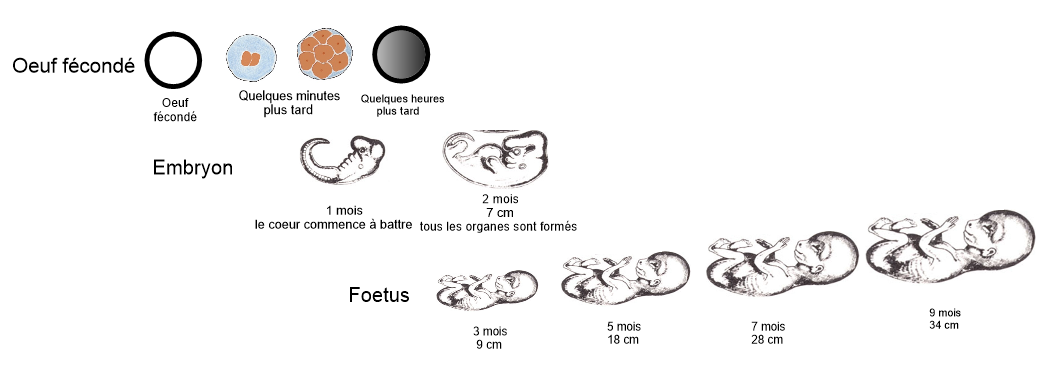 Oeuf fécondé
Oeuf
fécondé
Quelques minutes
plus tard
Quelques heures
plus tard
Embryon
1 mois
le coeur commence à battre
2 mois
7 cm
tous les organes sont formés
Foetus
3 mois
9 cm
5 mois
18 cm
7 mois
28 cm
9 mois
34 cm